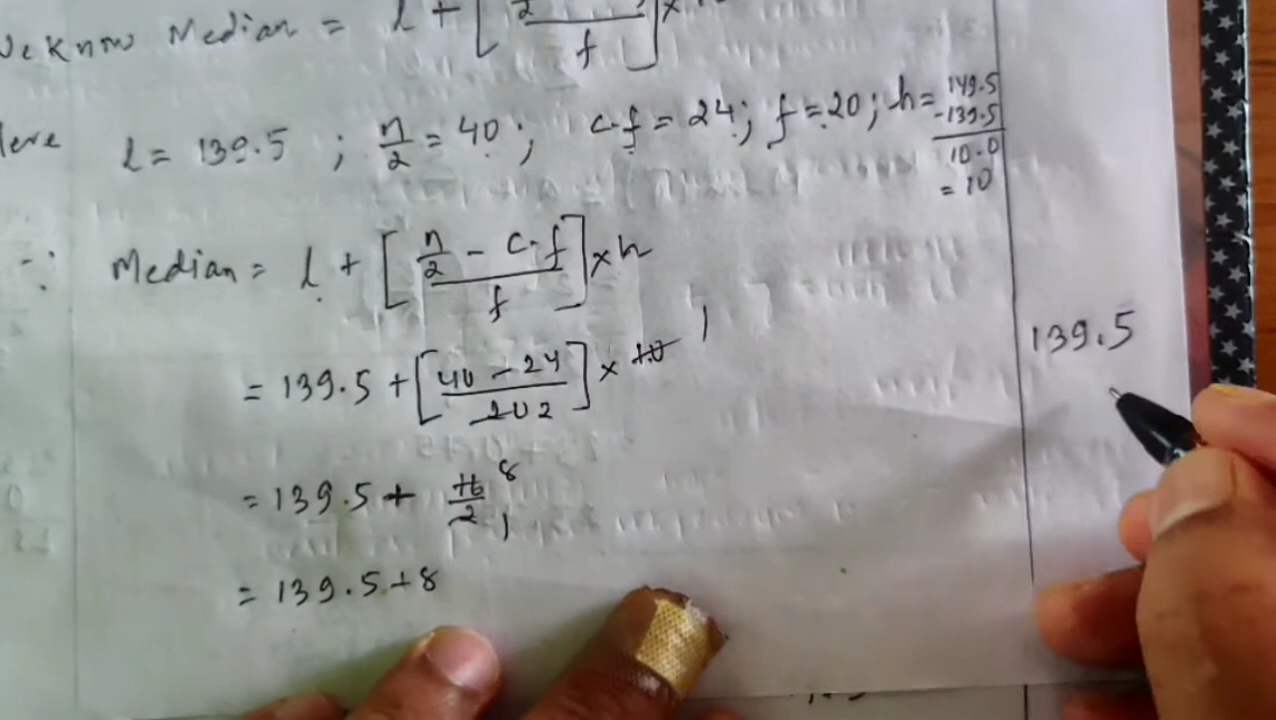 We know Median = l + [ 2 / f ] x
Here l = 139.5 ; n/2 = 40 ; c.f = 24 ; f = 20 ; h = 149.5
-139.5
10.0
= 10
∵ Median = l + [ n/2 - c.f / f ] x h
= 139.5 + [ 40 - 24 / 20 2 ] x 10 1
139.5
= 139.5 + 16/2 8 1
= 139.5 + 8